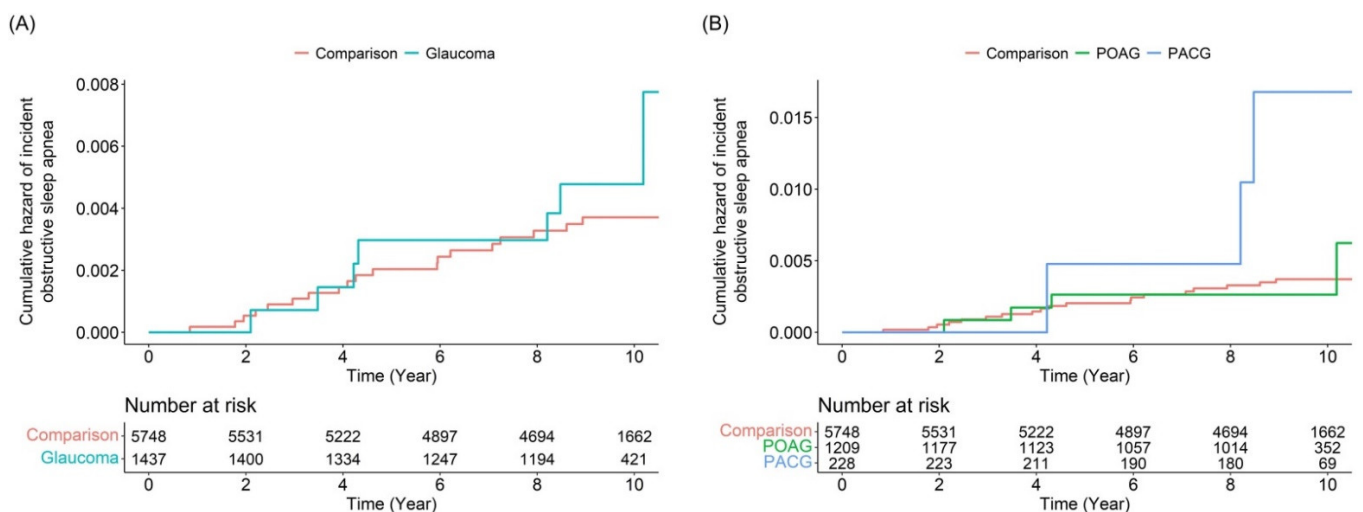 (A)
Comparison Glaucoma
Cumulative hazard of incident
obstructive sleep apnea
0.008
0.006
0.004
0.002
0.000
0 2 4 6 8 10
Time (Year)
Number at risk
Comparison 5748 5531 5222 4897 4694 1662
Glaucoma 1437 1400 1334 1247 1194 421
0 2 4 6 8 10
Time (Year)
(B)
Comparison POAG PACG
Cumulative hazard of incident
obstructive sleep apnea
0.015
0.010
0.005
0.000
0 2 4 6 8 10
Time (Year)
Number at risk
Comparison 5748 5531 5222 4897 4694 1662
POAG 1209 1177 1123 1057 1014 352
PACG 228 223 211 190 180 69
0 2 4 6 8 10
Time (Year)